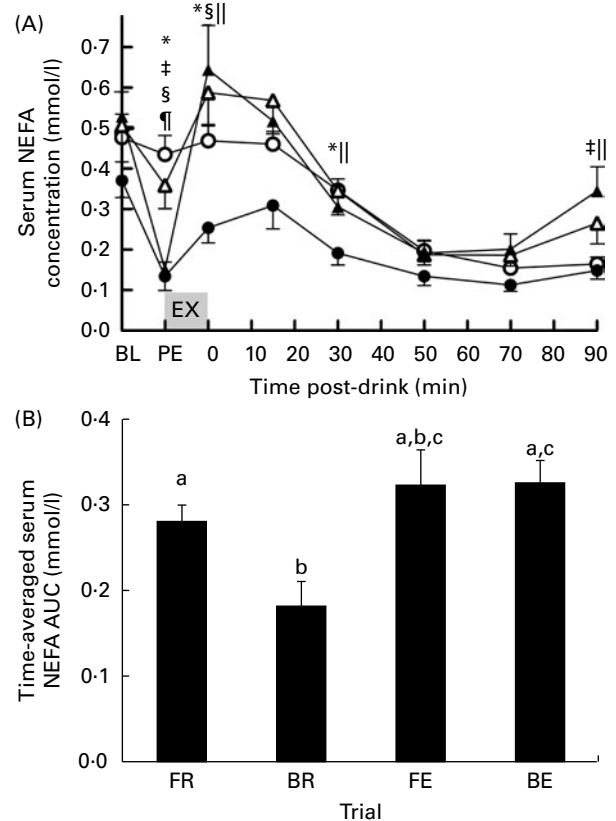 (A)
Serum NEFA
concentration (mmol/l)
0·7
0·6
0·5
0·4
0·3
0·2
0·1
0·0
*
‡
§
¶
*§||
*||
‡||
EX
BL PE 0 10 20 30 40 50 60 70 80 90
Time post-drink (min)
(B)
Time-averaged serum
NEFA AUC (mmol/l)
0·4
0·3
0·2
0·1
0·0
a
b
a,b,c
a,c
FR BR FE BE
Trial